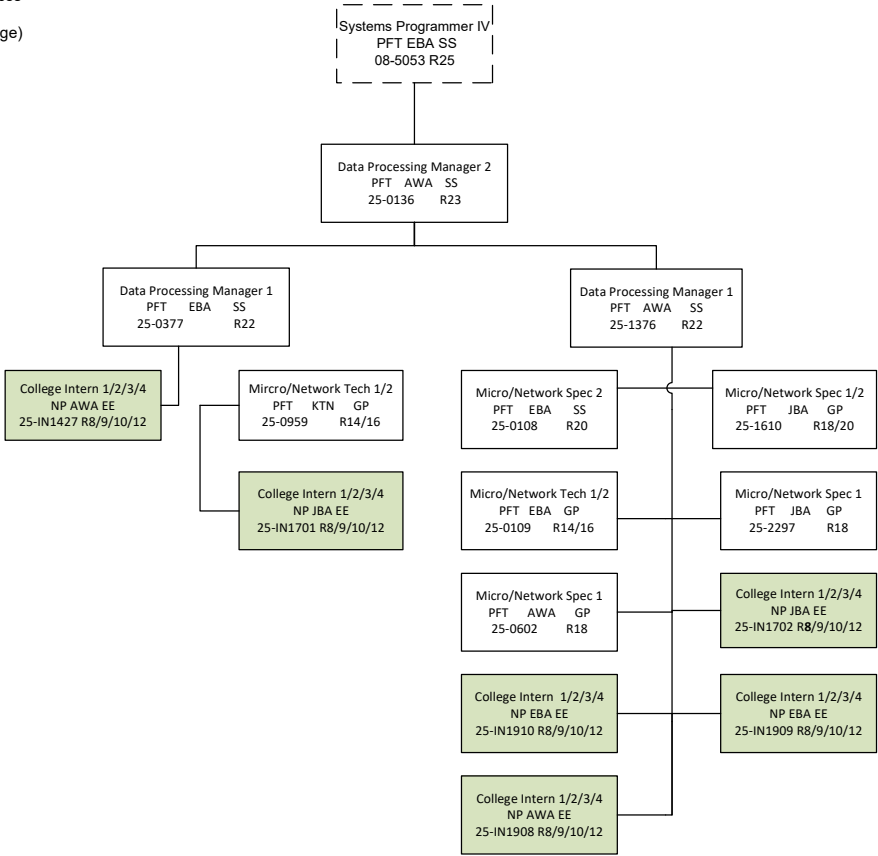 ge)
Systems Programmer IV
PFT EBA SS
08-5053 R25
Data Processing Manager 2
PFT AWA SS
25-0136 R23
Data Processing Manager 1
PFT EBA SS
25-0377 R22
Data Processing Manager 1
PFT AWA SS
25-1376 R22
College Intern 1/2/3/4
NP AWA EE
25-IN1427 R8/9/10/12
Mircro/Network Tech 1/2
PFT KTN GP
25-0959 R14/16
Micro/Network Spec 2
PFT EBA SS
25-0108 R20
Micro/Network Spec 1/2
PFT JBA GP
25-1610 R18/20
College Intern 1/2/3/4
NP JBA EE
25-IN1701 R8/9/10/12
Micro/Network Tech 1/2
PFT EBA GP
25-0109 R14/16
Micro/Network Spec 1
PFT JBA GP
25-2297 R18
Micro/Network Spec 1
PFT AWA GP
25-0602 R18
College Intern 1/2/3/4
NP JBA EE
25-IN1702 R8/9/10/12
College Intern 1/2/3/4
NP EBA EE
25-IN1910 R8/9/10/12
College Intern 1/2/3/4
NP EBA EE
25-IN1909 R8/9/10/12
College Intern 1/2/3/4
NP AWA EE
25-IN1908 R8/9/10/12